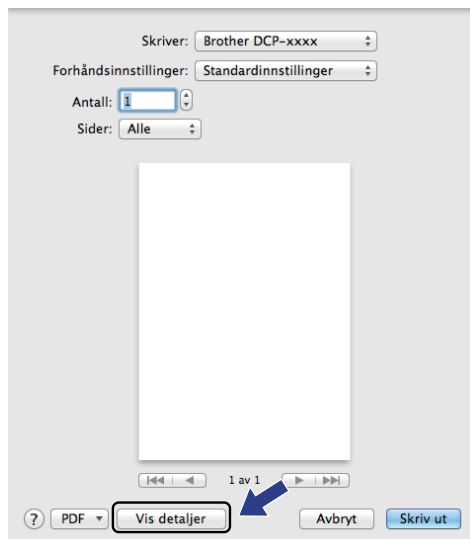 Skriver: Brother DCP-xxxx
Forhåndsinnstillinger: Standardinnstillinger
Antall: 1
Sider: Alle
1 av 1
? PDF Vis detaljer Avbryt Skriv ut